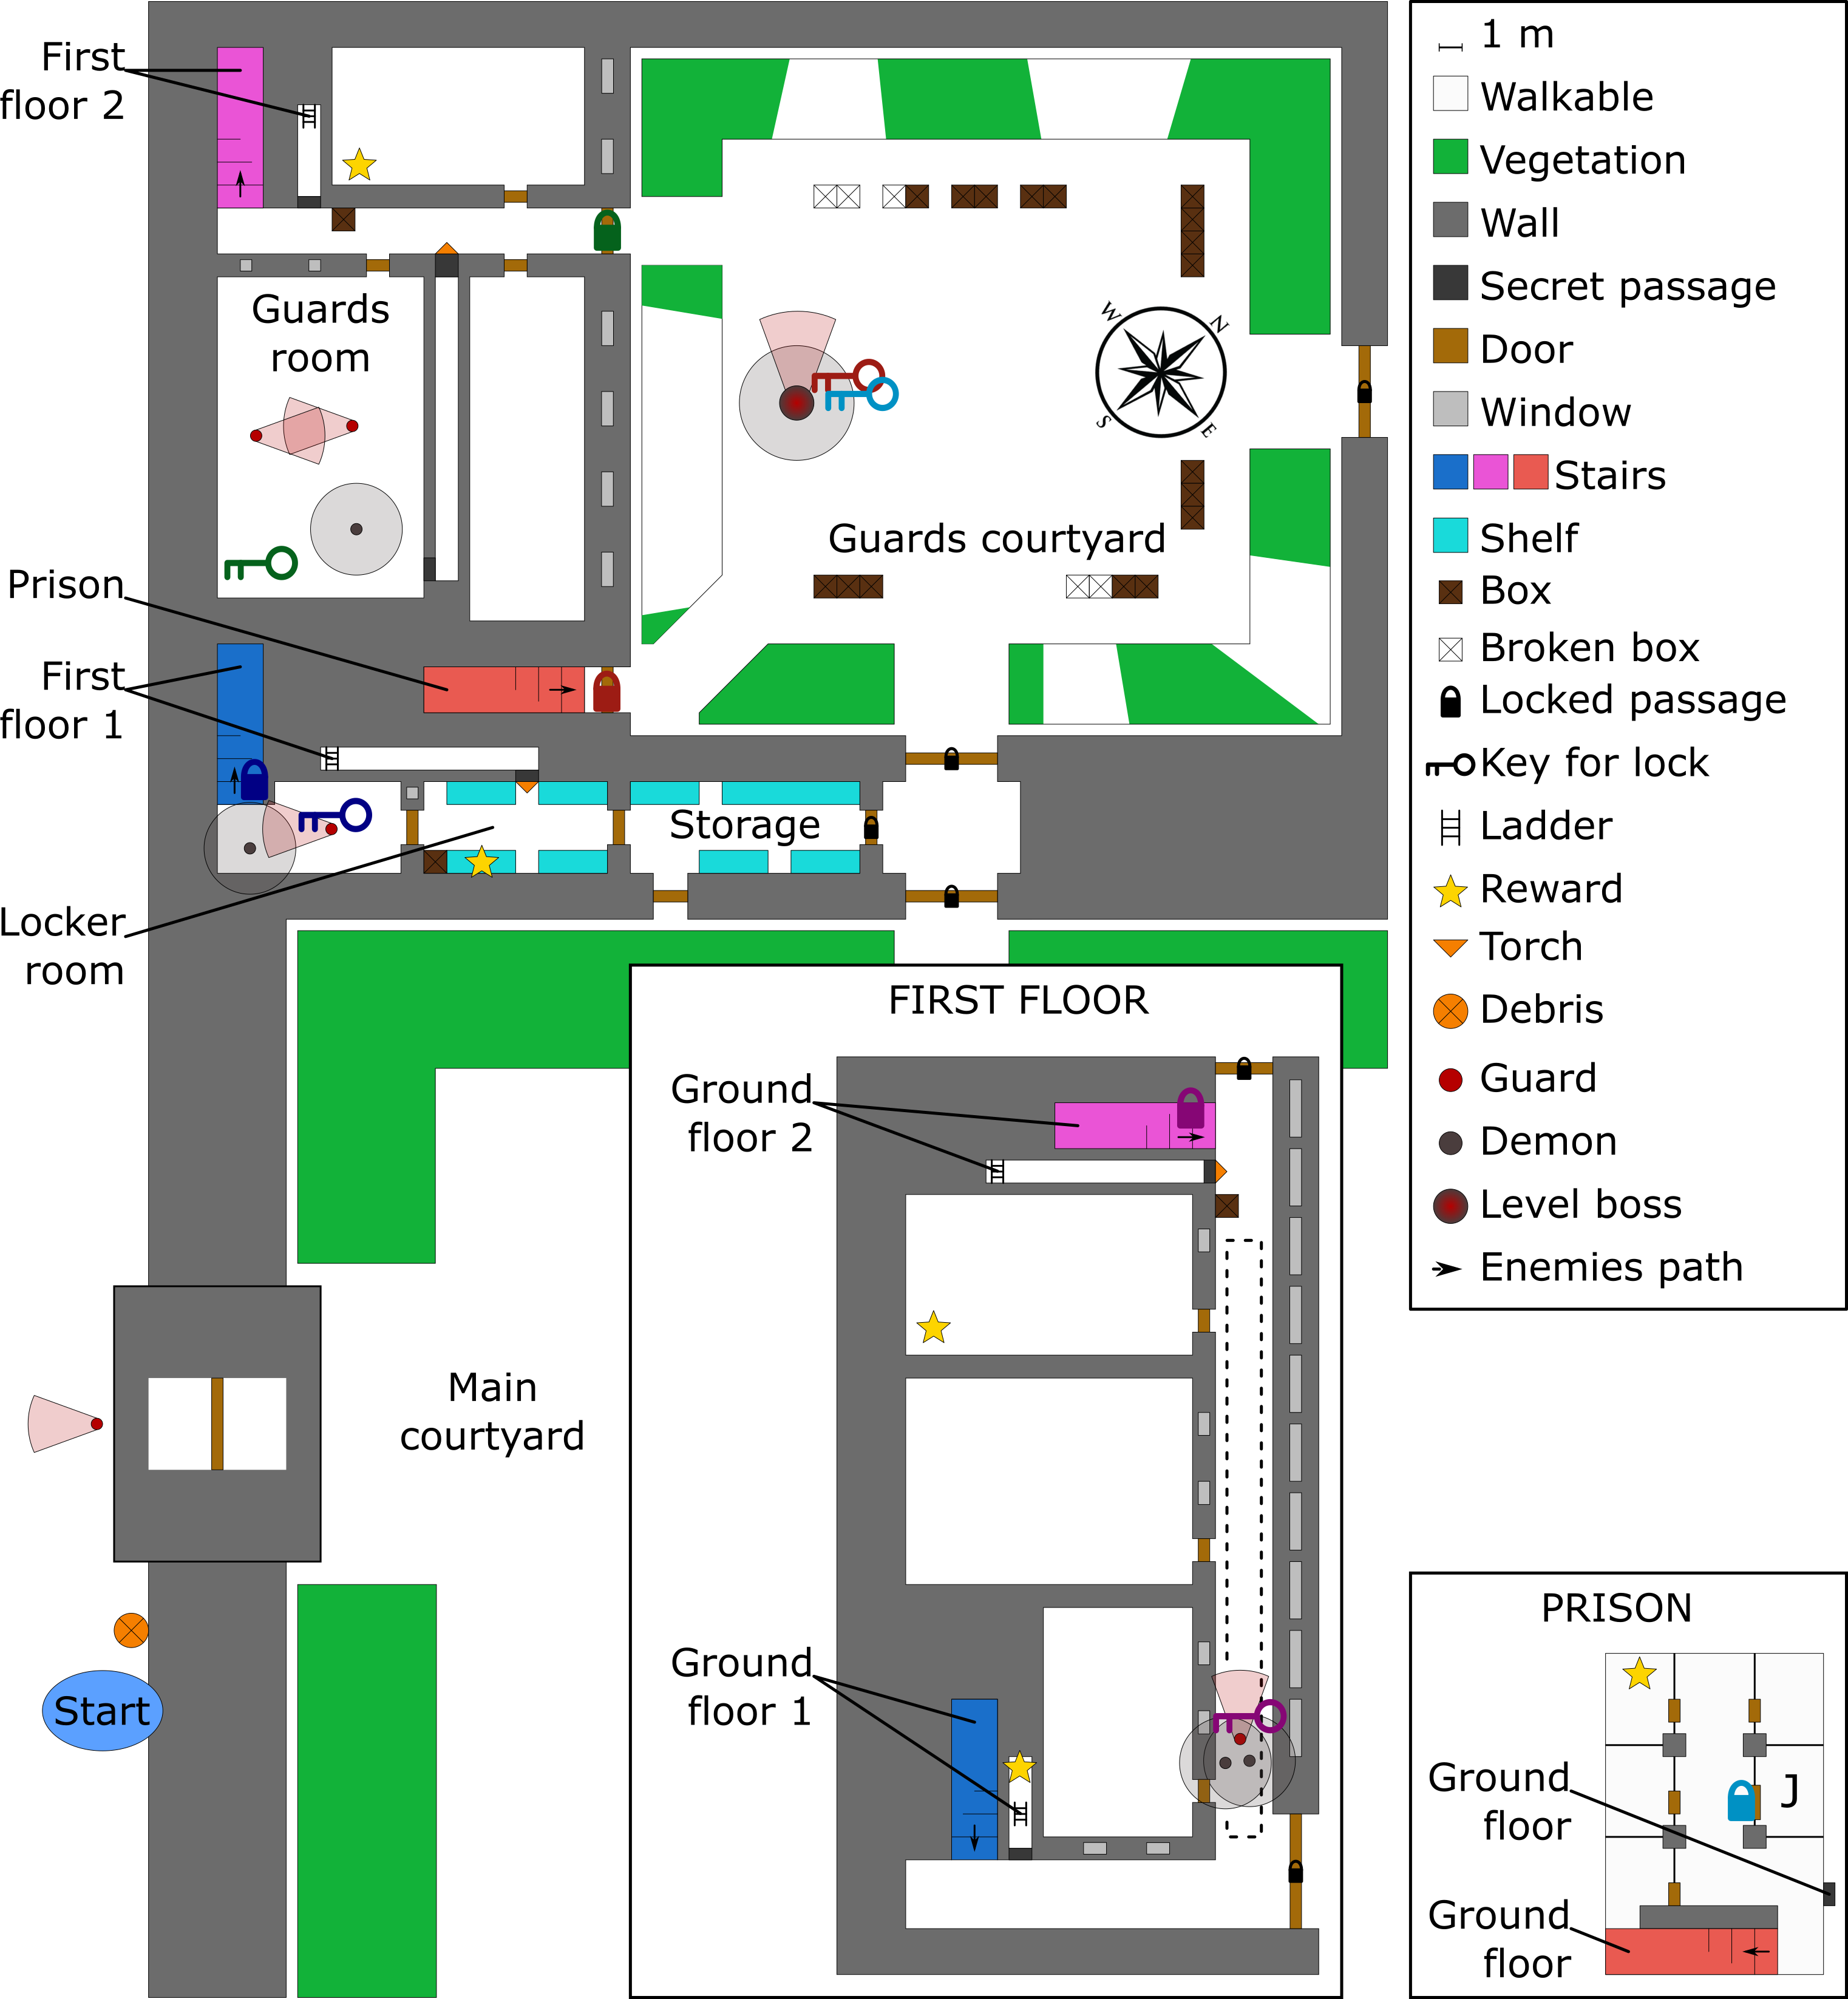 First
floor 2
Guards
room
Prison
First
floor 1
Locker
room
Storage
Guards courtyard
W
N
S
E
Main
courtyard
Start
FIRST FLOOR
Ground
floor 2
Ground
floor 1
1 m
Walkable
Vegetation
Wall
Secret passage
Door
Window
Stairs
Shelf
Box
Broken box
Locked passage
Key for lock
Ladder
Reward
Torch
Debris
Guard
Demon
Level boss
Enemies path
PRISON
J
Ground
floor
Ground
floor